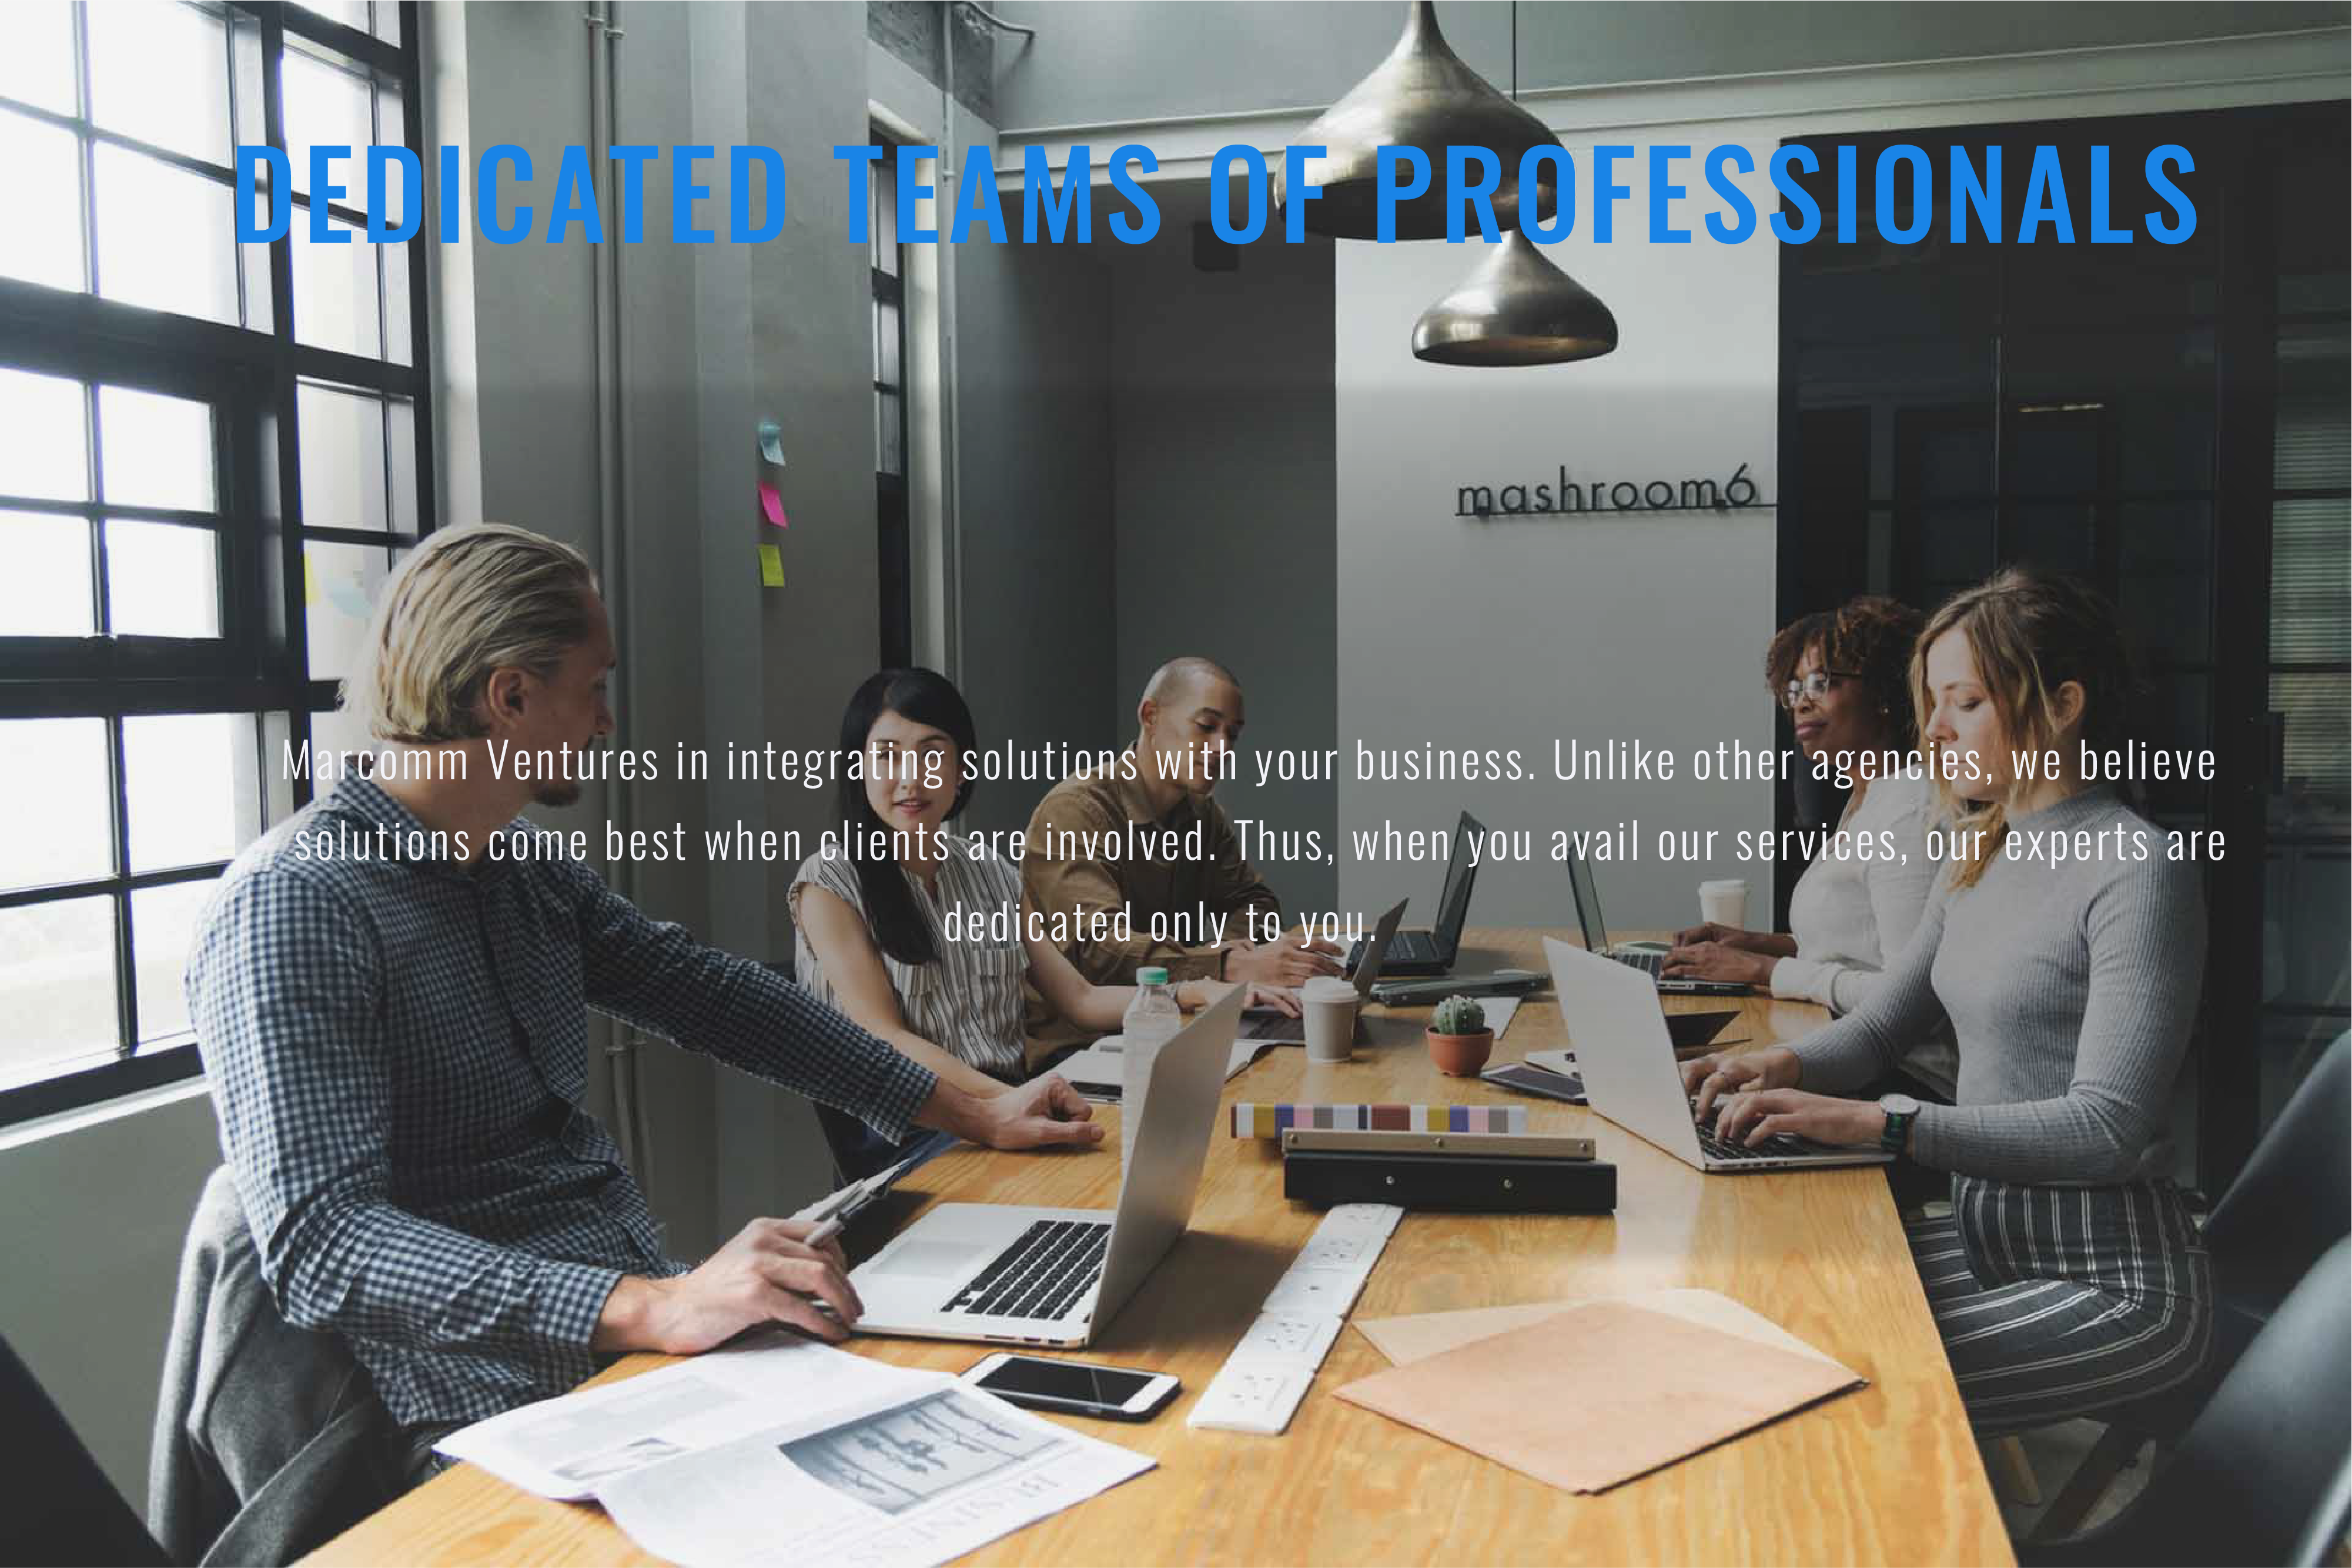 DEDICATED TEAMS OF PROFESSIONALS
mashroom6
Marcomm Ventures in integrating solutions with your business. Unlike other agencies, we believe
solutions come best when clients are involved. Thus, when you avail our services, our experts are
dedicated only to you.